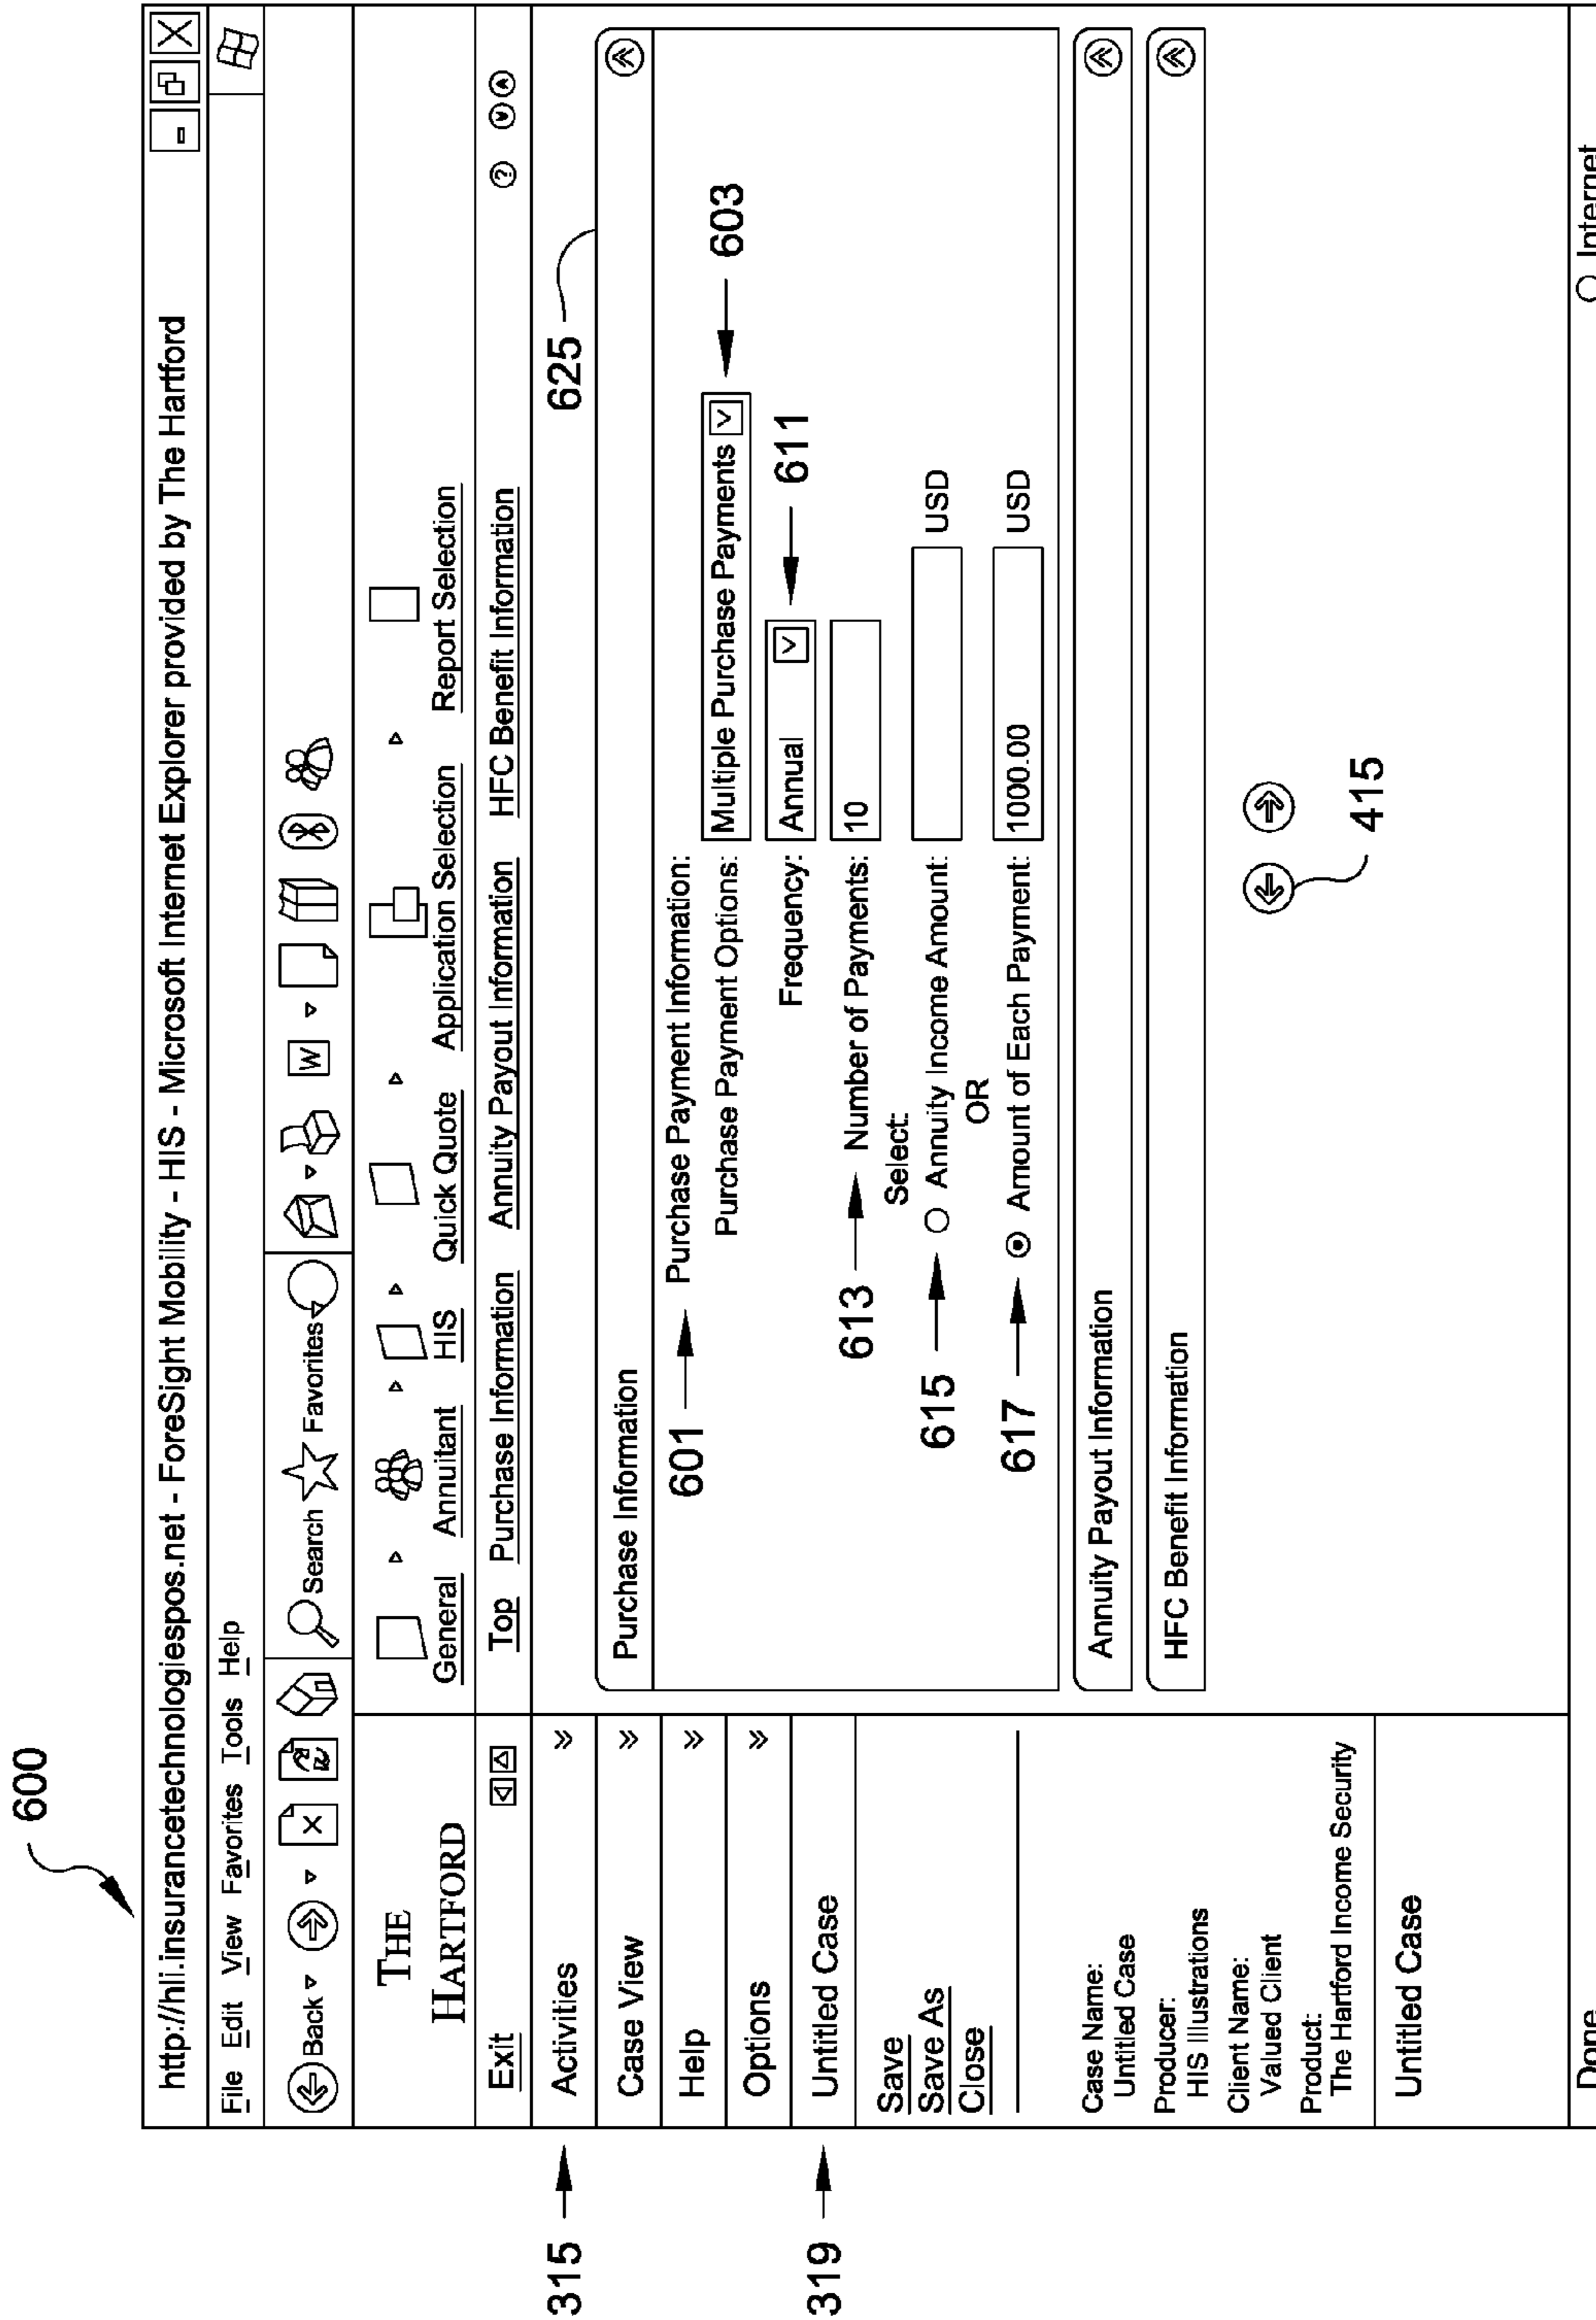 600
http://hli.insurancetechnologiespos.net - ForeSight Mobility - HIS - Microsoft Internet Explorer provided by The Hartford
File Edit View Favorites Tools Help
Back Search Favorites W
THE
HARTFORD
General Annuitant HIS Quick Quote Application Selection Report Selection
Exit Top Purchase Information Annuity Payout Information HFC Benefit Information ?
315 Activities »
625
Case View »
Help »
Options »
319 Untitled Case
Save
Save As
Close
Case Name:
Untitled Case
Producer:
HIS Illustrations
Client Name:
Valued Client
Product:
The Hartford Income Security
Untitled Case
Purchase Information
601 Purchase Payment Information:
Purchase Payment Options: Multiple Purchase Payments 603
Frequency: Annual 611
613 Number of Payments: 10
Select:
615 Annuity Income Amount: USD
OR
617 Amount of Each Payment: 1000.00 USD
Annuity Payout Information
HFC Benefit Information
415
Done Internet